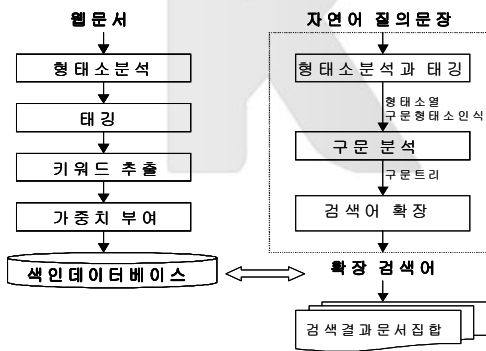 웹문서
형태소분석
태깅
키워드 추출
가중치 부여
색인데이터베이스
자연어 질의문장
형태소분석과 태깅
형태소열
구문형태소인식
구문 분석
구문트리
검색어 확장
확장 검색어
검색결과문서집합